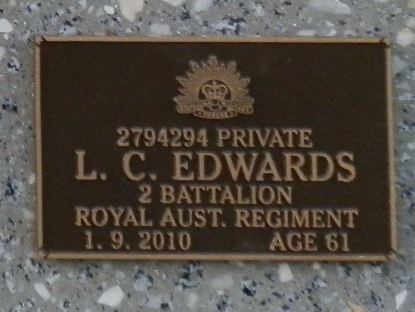 2794294 PRIVATE
L. C. EDWARDS
2 BATTALION
ROYAL AUST. REGIMENT
1. 9. 2010 AGE 61